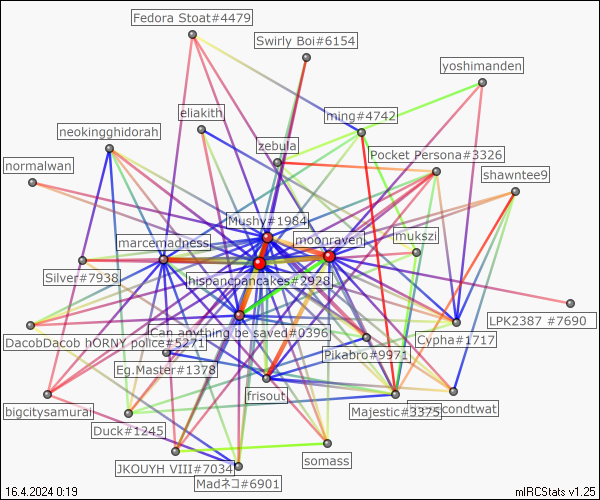 Fedora Stoat#4479
Swirly Boi#6154
yoshimanden
eliakith
ming#4742
neokingghidorah
zebula
Pocket Persona#3326
normalwan
shawntee9
Mushy#1984
marcemadness
moonraven
mukszi
Silver#7938
hispancpancakes#2928
LPK2387 #7690
Can anything be saved#0396
DacobDacob hORNY police#5271
Cypha#1717
Pikabro#9971
Eg.Master#1378
frisout
bigcitysamurai
Majestic#3375
condtwat
Duck#1245
somass
JKOUYH VIII#7034
Madネコ#6901
16.4.2024 0:19
mIRCStats v1.25